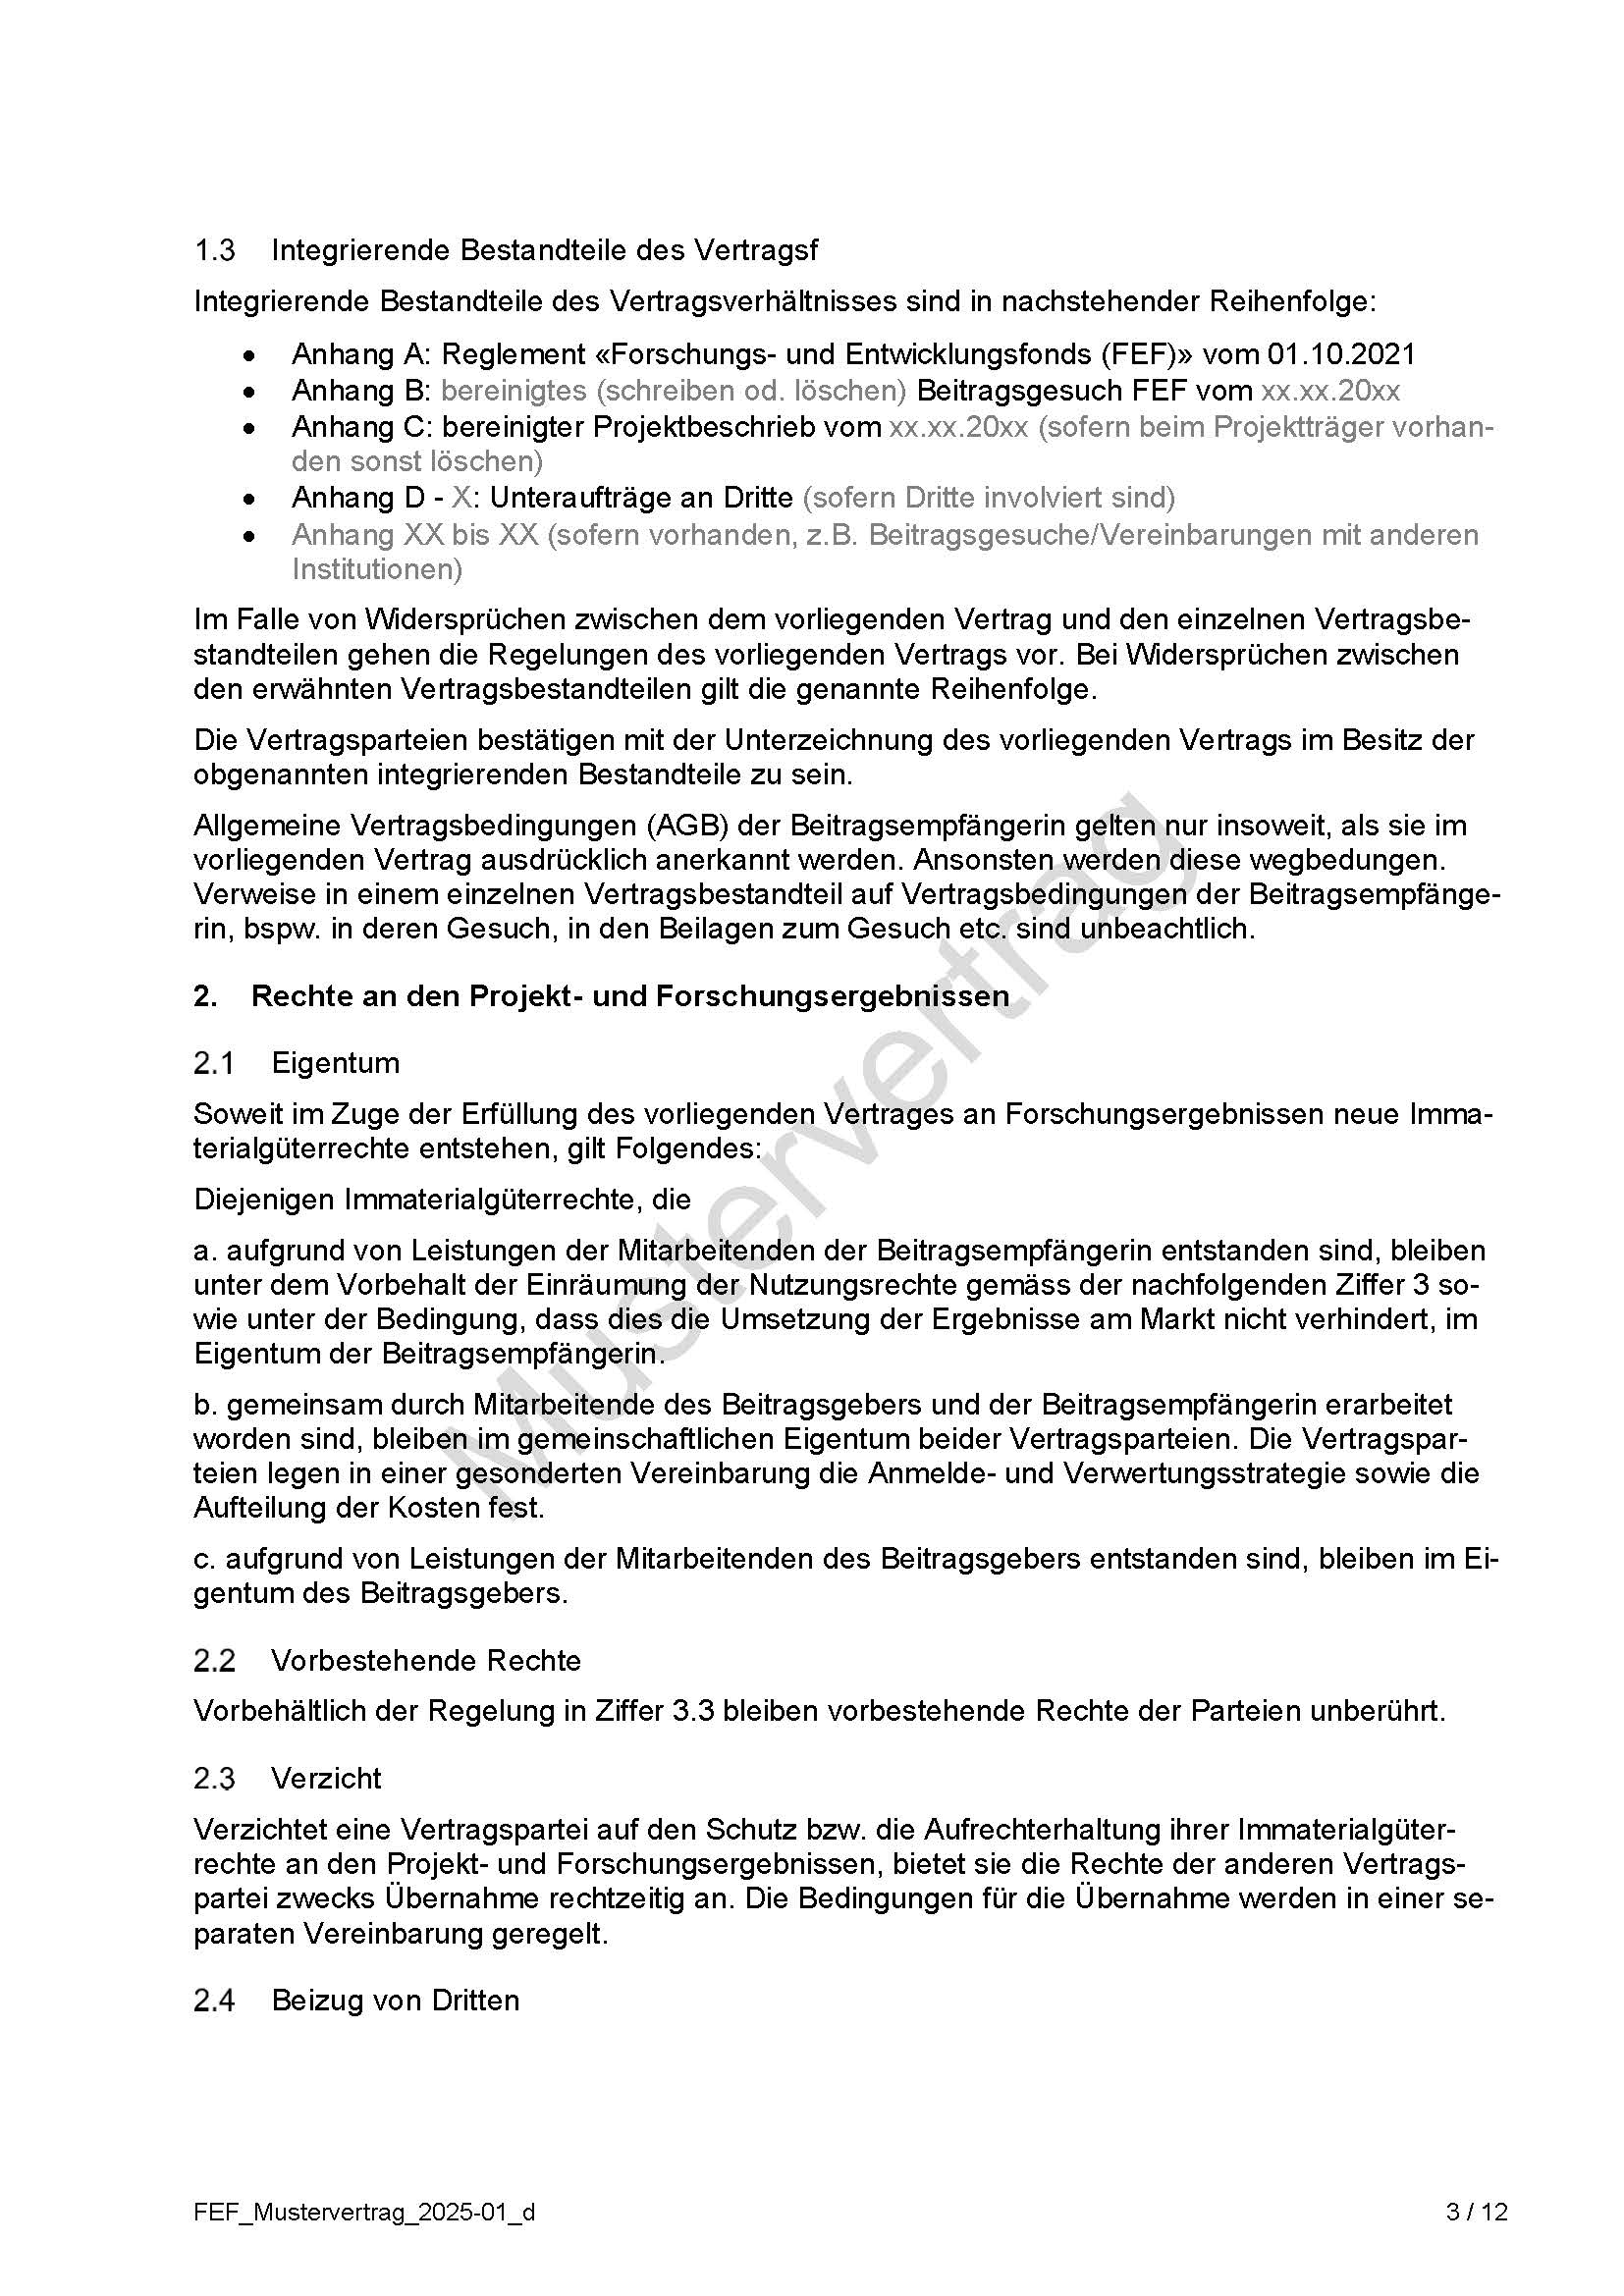 1.3 Integrierende Bestandteile des Vertragsf
Integrierende Bestandteile des Vertragsverhältnisses sind in nachstehender Reihenfolge:
• Anhang A: Reglement «Forschungs- und Entwicklungsfonds (FEF)» vom 01.10.2021
• Anhang B: bereinigtes (schreiben od. löschen) Beitragsgesuch FEF vom xx.xx.20xx
• Anhang C: bereinigter Projektbeschrieb vom xx.xx.20xx (sofern beim Projektträger vorhan-
den sonst löschen)
• Anhang D - X: Unteraufträge an Dritte (sofern Dritte involviert sind)
• Anhang XX bis XX (sofern vorhanden, z.B. Beitragsgesuche/Vereinbarungen mit anderen
Institutionen)
Im Falle von Widersprüchen zwischen dem vorliegenden Vertrag und den einzelnen Vertragsbe-
standteilen gehen die Regelungen des vorliegenden Vertrags vor. Bei Widersprüchen zwischen
den erwähnten Vertragsbestandteilen gilt die genannte Reihenfolge.
Die Vertragsparteien bestätigen mit der Unterzeichnung des vorliegenden Vertrags im Besitz der
obgenannten integrierenden Bestandteile zu sein.
Allgemeine Vertragsbedingungen (AGB) der Beitragsempfängerin gelten nur insoweit, als sie im
vorliegenden Vertrag ausdrücklich anerkannt werden. Ansonsten werden diese wegbedungen.
Verweise in einem einzelnen Vertragsbestandteil auf Vertragsbedingungen der Beitragsempfänge-
rin, bspw. in deren Gesuch, in den Beilagen zum Gesuch etc. sind unbeachtlich.
2. Rechte an den Projekt- und Forschungsergebnissen
2.1 Eigentum
Soweit im Zuge der Erfüllung des vorliegenden Vertrages an Forschungsergebnissen neue Imma-
terialgüterrechte entstehen, gilt Folgendes:
Diejenigen Immaterialgüterrechte, die
a. aufgrund von Leistungen der Mitarbeitenden der Beitragsempfängerin entstanden sind, bleiben
unter dem Vorbehalt der Einräumung der Nutzungsrechte gemäss der nachfolgenden Ziffer 3 so-
wie unter der Bedingung, dass dies die Umsetzung der Ergebnisse am Markt nicht verhindert, im
Eigentum der Beitragsempfängerin.
b. gemeinsam durch Mitarbeitende des Beitragsgebers und der Beitragsempfängerin erarbeitet
worden sind, bleiben im gemeinschaftlichen Eigentum beider Vertragsparteien. Die Vertragspar-
teien legen in einer gesonderten Vereinbarung die Anmelde- und Verwertungsstrategie sowie die
Aufteilung der Kosten fest.
c. aufgrund von Leistungen der Mitarbeitenden des Beitragsgebers entstanden sind, bleiben im Ei-
gentum des Beitragsgebers.
2.2 Vorbestehende Rechte
Vorbehältlich der Regelung in Ziffer 3.3 bleiben vorbestehende Rechte der Parteien unberührt.
2.3 Verzicht
Verzichtet eine Vertragspartei auf den Schutz bzw. die Aufrechterhaltung ihrer Immaterialgüter-
rechte an den Projekt- und Forschungsergebnissen, bietet sie die Rechte der anderen Vertrags-
partei zwecks Übernahme rechtzeitig an. Die Bedingungen für die Übernahme werden in einer se-
paraten Vereinbarung geregelt.
2.4 Beizug von Dritten
Mustervertrag
FEF_Mustervertrag_2025-01_d 3 / 12